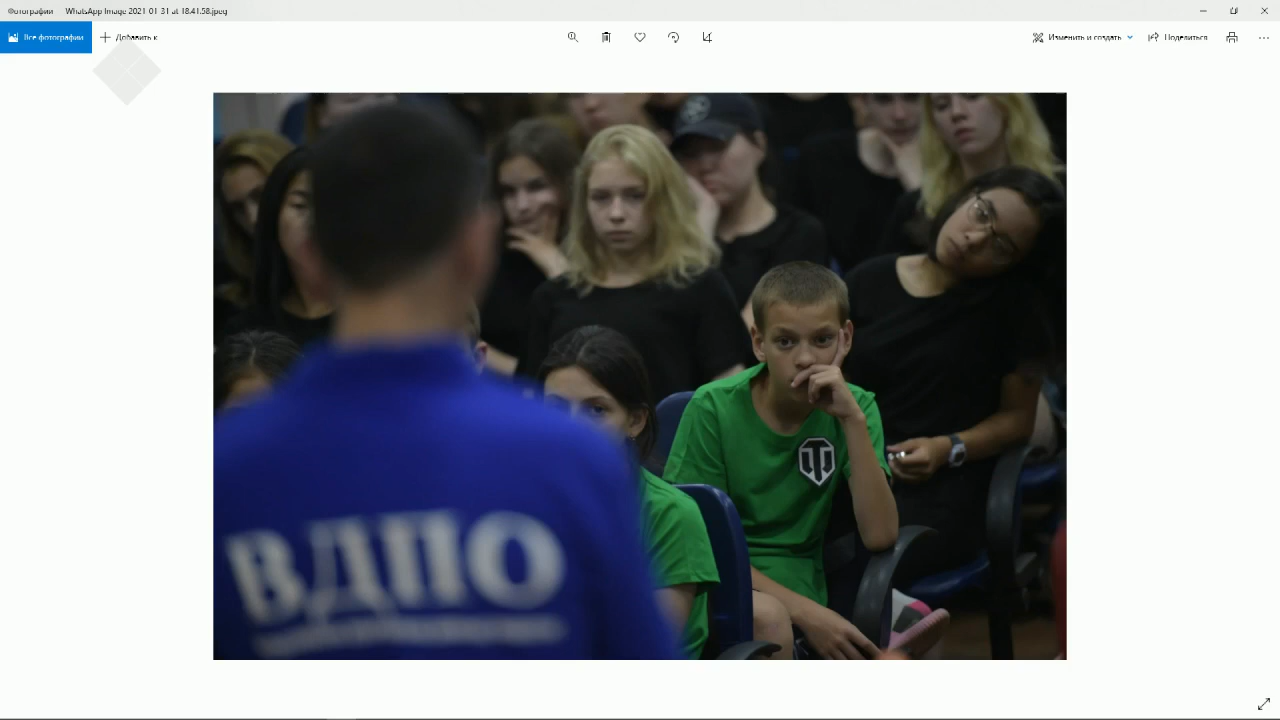 Фотографии - WhatsApp Image 2021-01-31 at 18.41.58.jpeg
Все фотографии
Добавить к
Изменить и создать
Поделиться
ВДПО